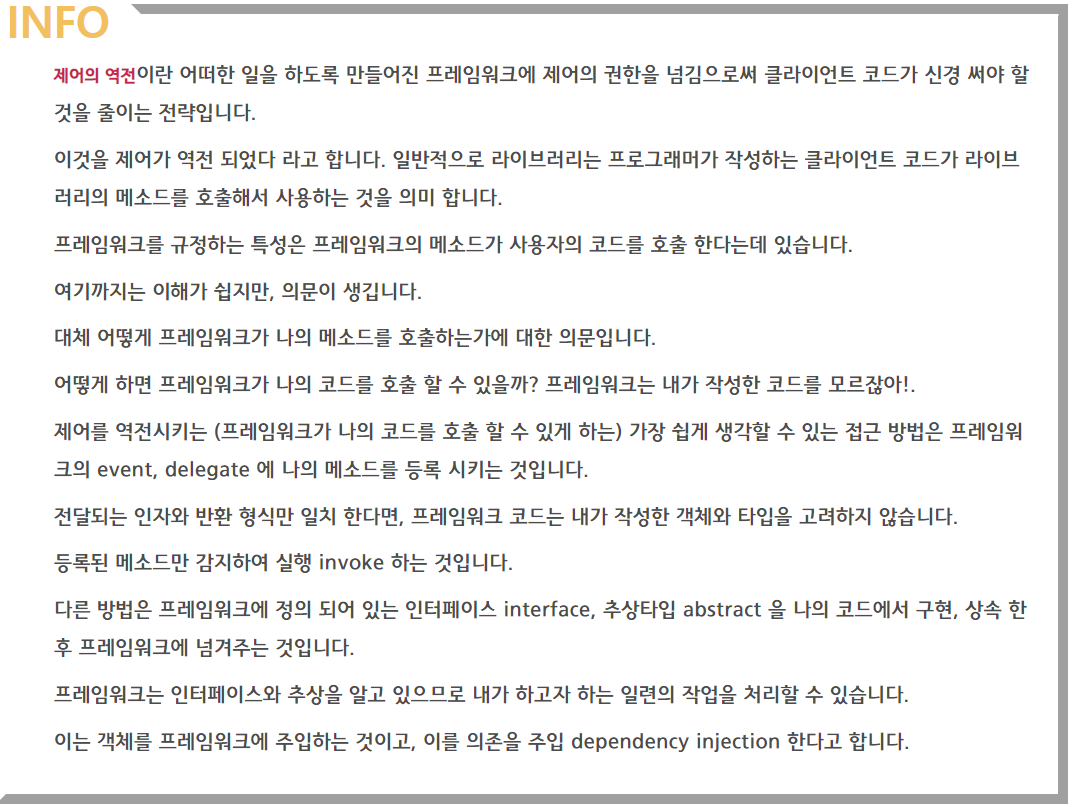 INFO
제어의 역전이란 어떠한 일을 하도록 만들어진 프레임워크에 제어의 권한을 넘김으로써 클라이언트 코드가 신경 써야 할
것을 줄이는 전략입니다.
이것을 제어가 역전 되었다 라고 합니다. 일반적으로 라이브러리는 프로그래머가 작성하는 클라이언트 코드가 라이브
러리의 메소드를 호출해서 사용하는 것을 의미 합니다.
프레임워크를 규정하는 특성은 프레임워크의 메소드가 사용자의 코드를 호출 한다는데 있습니다.
여기까지는 이해가 쉽지만, 의문이 생깁니다.
대체 어떻게 프레임워크가 나의 메소드를 호출하는가에 대한 의문입니다.
어떻게 하면 프레임워크가 나의 코드를 호출 할 수 있을까? 프레임워크는 내가 작성한 코드를 모르잖아!.
제어를 역전시키는 (프레임워크가 나의 코드를 호출 할 수 있게 하는) 가장 쉽게 생각할 수 있는 접근 방법은 프레임워
크의 event, delegate 에 나의 메소드를 등록 시키는 것입니다.
전달되는 인자와 반환 형식만 일치 한다면, 프레임워크 코드는 내가 작성한 객체와 타입을 고려하지 않습니다.
등록된 메소드만 감지하여 실행 invoke 하는 것입니다.
다른 방법은 프레임워크에 정의 되어 있는 인터페이스 interface, 추상타입 abstract 을 나의 코드에서 구현, 상속 한
후 프레임워크에 넘겨주는 것입니다.
프레임워크는 인터페이스와 추상을 알고 있으므로 내가 하고자 하는 일련의 작업을 처리할 수 있습니다.
이는 객체를 프레임워크에 주입하는 것이고, 이를 의존을 주입 dependency injection 한다고 합니다.